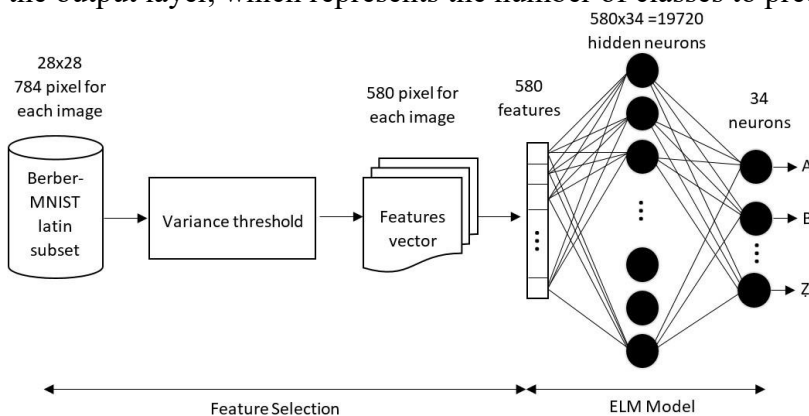 the output layer, which represents the number of classes to
580x34 =19720
hidden neurons
28x28
784 pixel for
each image
580 pixel for
each image
580
features
34
neurons
Berber-
MNIST
latin
subset
Variance threshold
Features
vector
A
B
Ẓ
Feature Selection
ELM Model